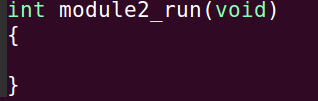 int module2_run(void)
{
}